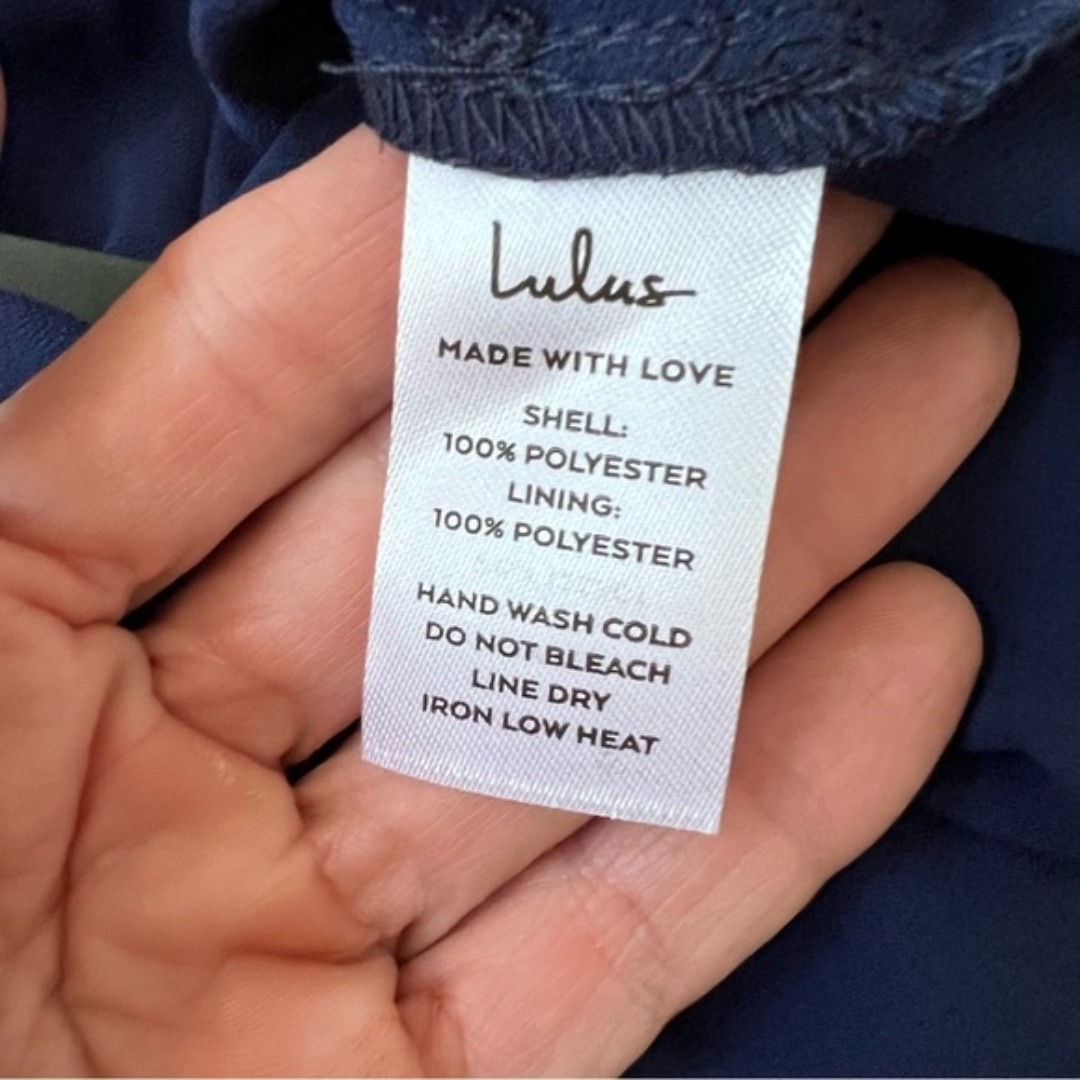 Lulus
MADE WITH LOVE
SHELL:
100% POLYESTER
LINING:
100% POLYESTER
HAND WASH COLD
DO NOT BLEACH
LINE DRY
IRON LOW HEAT